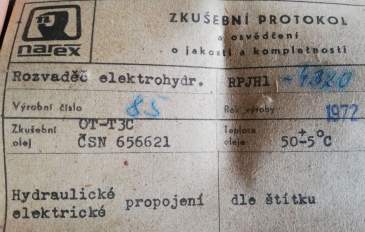 narex
ZKUŠEBNÍ PROTOKOL
a osvědčení
o jakosti a kompletnosti
Rozvaděč elektrohydr. RPJH1 -4320
Výrobní číslo 85 Rok výroby 1972
Zkušební olej OT-T3C ČSN 656621 Teplota oleje 50±5°C
Hydraulické
elektrické propojení dle štítku